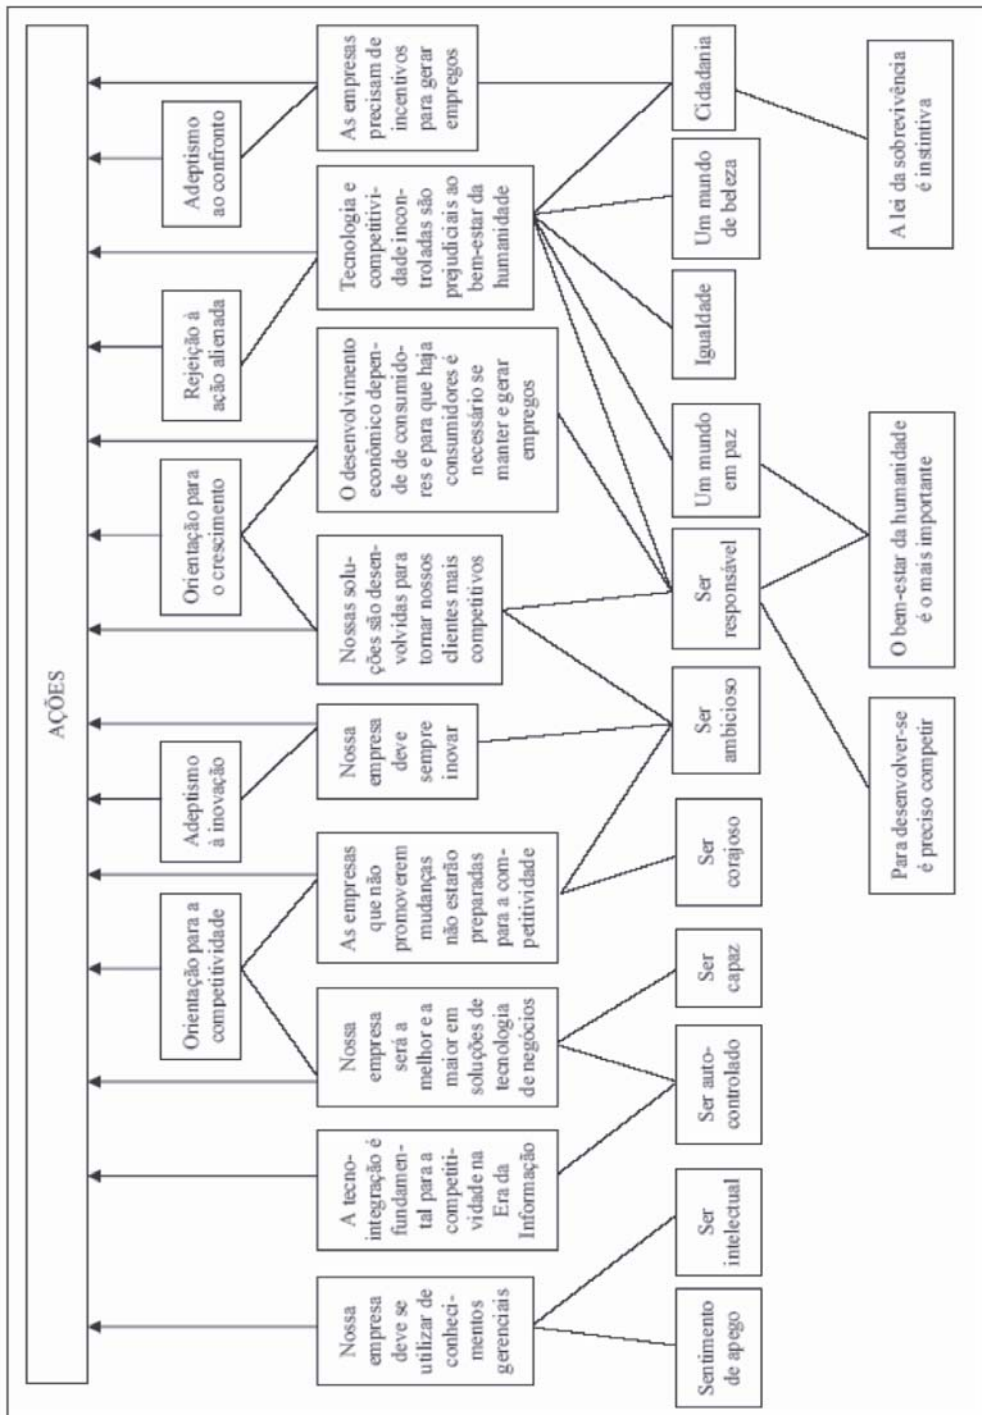 AÇÕES
Orientação para a
competitividade
Adeptismo
à inovação
Orientação para
o crescimento
Rejeição à
ação alienada
Adeptismo
ao confronto
Nossa
empresa
deve se
utilizar de
conheci-
mentos
gerenciais
A tecno-
integração é
fundamen-
tal para a
competiti-
vidade na
Era da
Informação
Nossa
empresa
será a
melhor e a
maior em
soluções de
tecnologia
de negócios
As empresas
que não
promoverem
mudanças
não estarão
preparadas
para a com-
petitividade
Nossa
empresa
deve
sempre
inovar
Nossas solu-
ções são desen-
volvidas para
tornar nossos
clientes mais
competitivos
O desenvolvimento
econômico depen-
de de consumido-
res e para que haja
consumidores é
necessário se
manter e gerar
empregos
Tecnologia e
competitivi-
dade incon-
troladas são
prejudiciais ao
bem-estar da
humanidade
As empresas
precisam de
incentivos
para gerar
empregos
Sentimento
de apego
Ser
intelectual
Ser auto-
controlado
Ser
capaz
Ser
corajoso
Ser
ambicioso
Ser
responsável
Um mundo
em paz
Igualdade
Um mundo
de beleza
Cidadania
Para desenvolver-se
é preciso competir
O bem-estar da humanidade
é o mais importante
A lei da sobrevivência
é instintiva